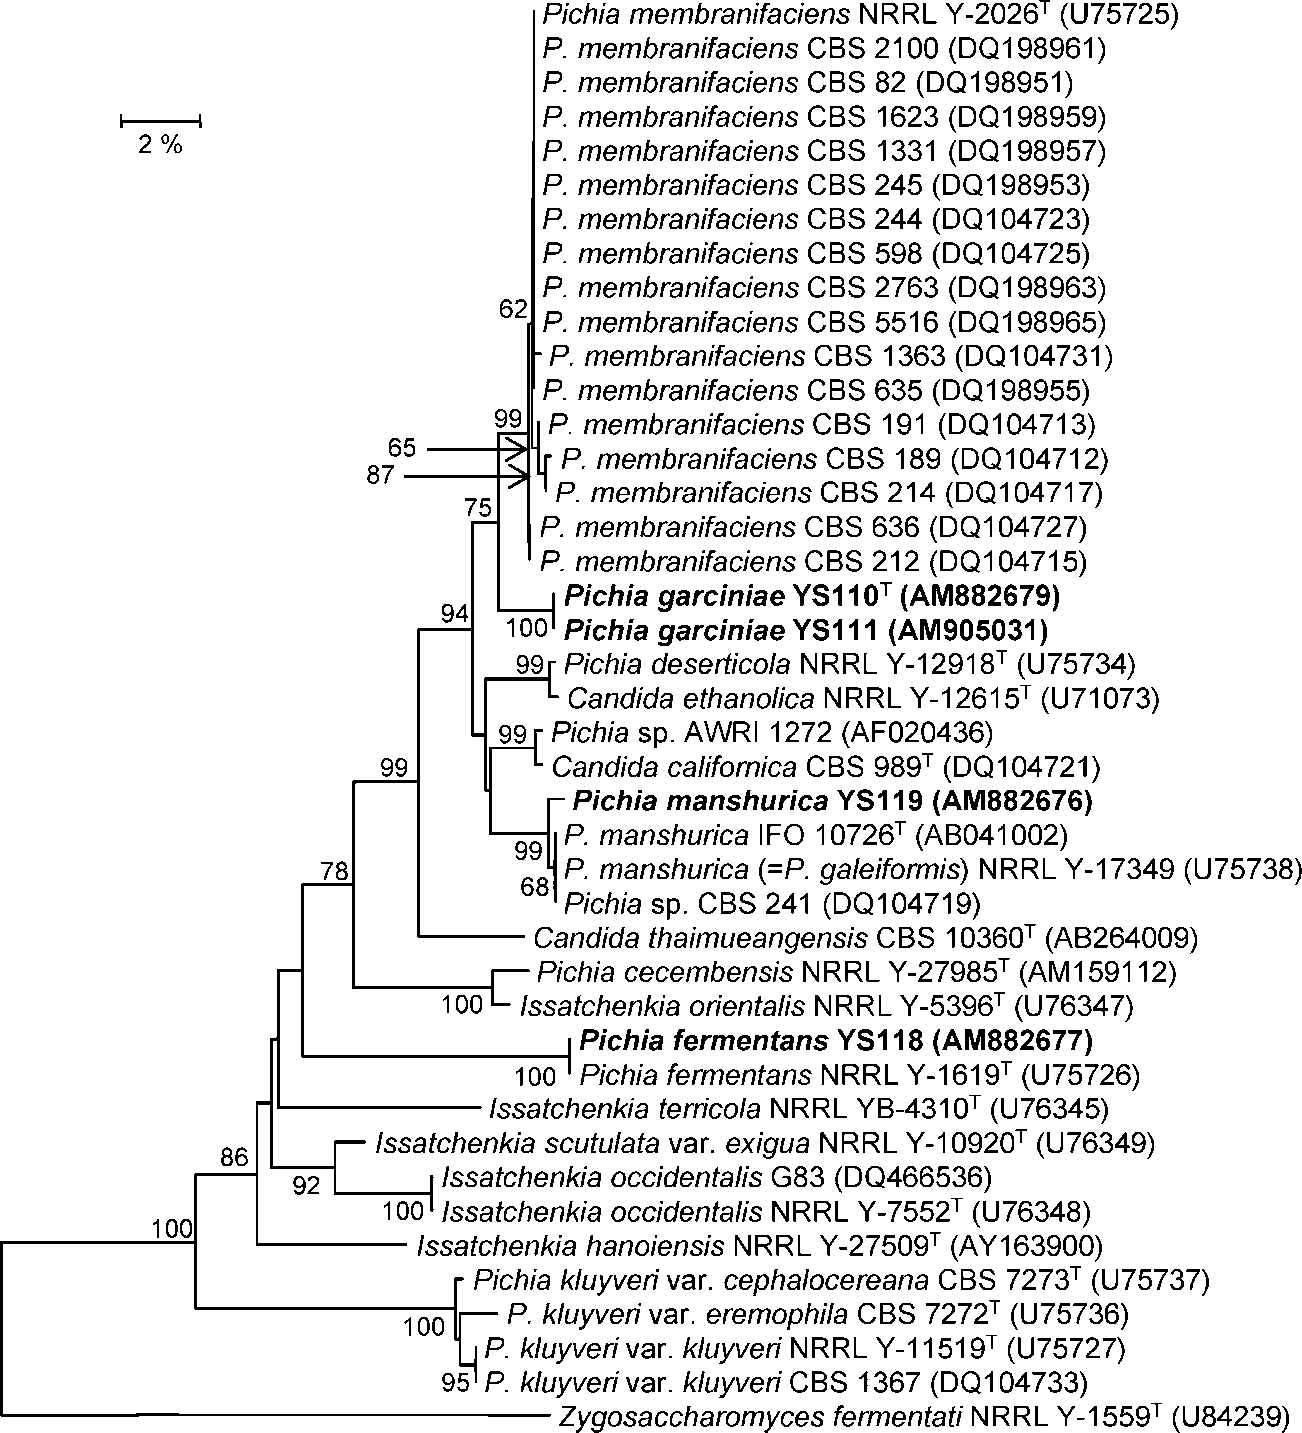 Pichia membranifaciens NRRL Y-2026ᵀ (U75725)
P. membranifaciens CBS 2100 (DQ198961)
P. membranifaciens CBS 82 (DQ198951)
P. membranifaciens CBS 1623 (DQ198959)
2 %
P. membranifaciens CBS 1331 (DQ198957)
P. membranifaciens CBS 245 (DQ198953)
P. membranifaciens CBS 244 (DQ104723)
P. membranifaciens CBS 598 (DQ104725)
P. membranifaciens CBS 2763 (DQ198963)
62
P. membranifaciens CBS 5516 (DQ198965)
P. membranifaciens CBS 1363 (DQ104731)
P. membranifaciens CBS 635 (DQ198955)
99
P. membranifaciens CBS 191 (DQ104713)
65
P. membranifaciens CBS 189 (DQ104712)
87
P. membranifaciens CBS 214 (DQ104717)
75
P. membranifaciens CBS 636 (DQ104727)
P. membranifaciens CBS 212 (DQ104715)
Pichia garciniae YS110ᵀ (AM882679)
94
100
Pichia garciniae YS111 (AM905031)
99
Pichia deserticola NRRL Y-12918ᵀ (U75734)
Candida ethanolica NRRL Y-12615ᵀ (U71073)
99
Pichia sp. AWRI 1272 (AF020436)
99
Candida californica CBS 989ᵀ (DQ104721)
Pichia manshurica YS119 (AM882676)
P. manshurica IFO 10726ᵀ (AB041002)
99
78
P. manshurica (=P. galeiformis) NRRL Y-17349 (U75738)
68
Pichia sp. CBS 241 (DQ104719)
Candida thaimueangensis CBS 10360ᵀ (AB264009)
Pichia cecembensis NRRL Y-27985ᵀ (AM159112)
100
Issatchenkia orientalis NRRL Y-5396ᵀ (U76347)
Pichia fermentans YS118 (AM882677)
100
Pichia fermentans NRRL Y-1619ᵀ (U75726)
Issatchenkia terricola NRRL YB-4310ᵀ (U76345)
Issatchenkia scutulata var. exigua NRRL Y-10920ᵀ (U76349)
86
92
Issatchenkia occidentalis G83 (DQ466536)
100
Issatchenkia occidentalis NRRL Y-7552ᵀ (U76348)
100
Issatchenkia hanoiensis NRRL Y-27509ᵀ (AY163900)
Pichia kluyveri var. cephalocereana CBS 7273ᵀ (U75737)
P. kluyveri var. eremophila CBS 7272ᵀ (U75736)
100
P. kluyveri var. kluyveri NRRL Y-11519ᵀ (U75727)
95
P. kluyveri var. kluyveri CBS 1367 (DQ104733)
Zygosaccharomyces fermentati NRRL Y-1559ᵀ (U84239)